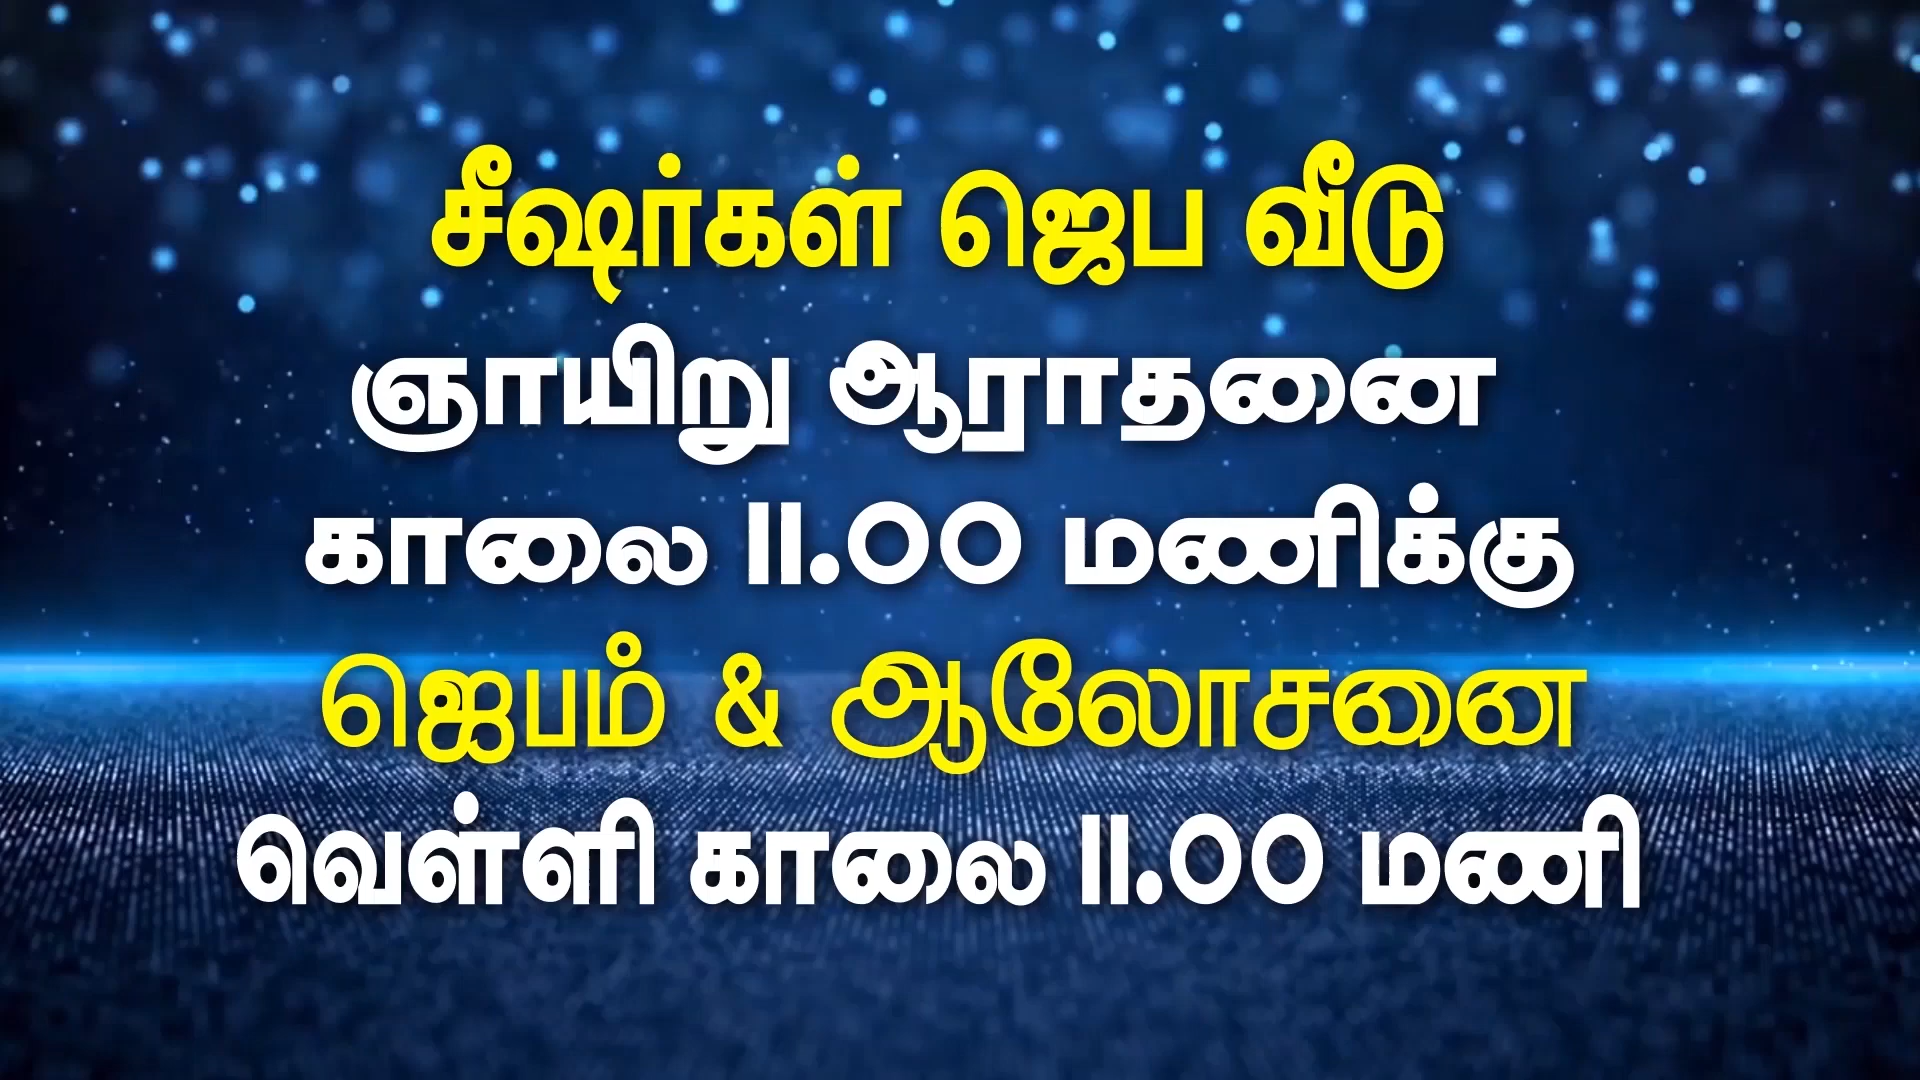 சீஷர்கள் ஜெப வீடு
ஞாயிறு ஆராதனை
காலை 11.00 மணிக்கு
ஜெபம் & ஆலோசனை
வெள்ளி காலை 11.00 மணி